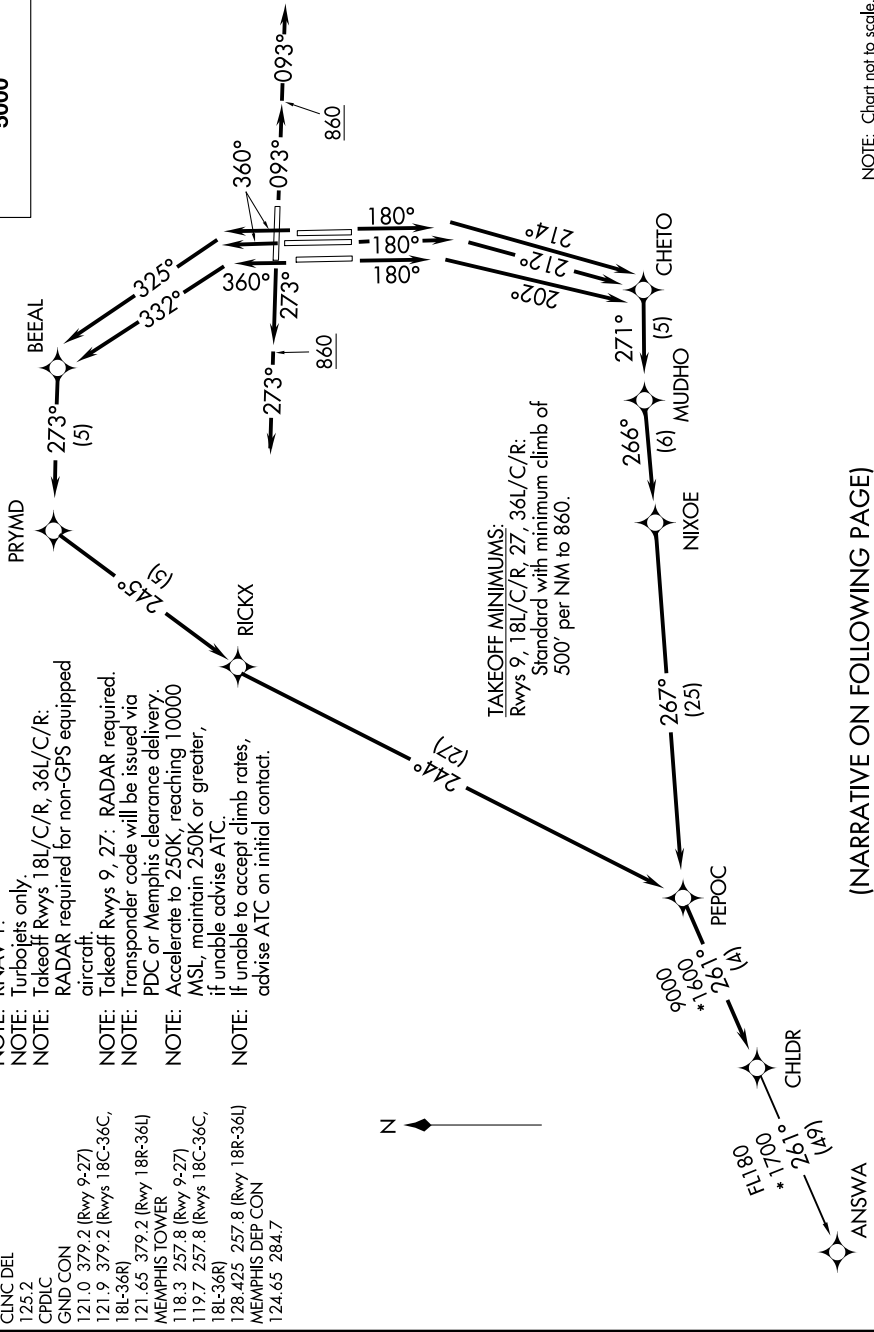 CLNC DEL
125.2
CPDLC
GND CON
121.0 379.2 (Rwy 9-27)
121.9 379.2 (Rwys 18C-36C,
18L-36R)
121.65 379.2 (Rwy 18R-36L)
MEMPHIS TOWER
118.3 257.8 (Rwy 9-27)
119.7 257.8 (Rwys 18C-36C,
18L-36R)
128.425 257.8 (Rwy 18R-36L)
MEMPHIS DEP CON
124.65 284.7
NOTE: RNAV 1.
NOTE: Turbojets only.
NOTE: Takeoff Rwys 18L/C/R, 36L/C/R:
RADAR required for non-GPS equipped
aircraft.
NOTE: Takeoff Rwys 9, 27: RADAR required.
NOTE: Transponder code will be issued via
PDC or Memphis clearance delivery.
NOTE: Accelerate to 250K, reaching 10000
MSL, maintain 250K or greater,
if unable advise ATC.
NOTE: If unable to accept climb rates,
advise ATC on initial contact.
5000
PRYMD
BEEAL
273°
(5)
325°
332°
360°
360°
093°
093°
860
273°
273°
860
180°
180°
180°
214°
212°
202°
CHETO
271°
(5)
MUDHO
266°
(6)
NIXOE
267°
(25)
245°
(5)
RICKX
244°
(27)
PEPOC
9000
*1600
261°
(4)
CHLDR
FL180
*1700
261°
(49)
ANSWA
N
TAKEOFF MINIMUMS:
Rwys 9, 18L/C/R, 27, 36L/C/R:
Standard with minimum climb of
500' per NM to 860.
(NARRATIVE ON FOLLOWING PAGE)
NOTE: Chart not to scale.